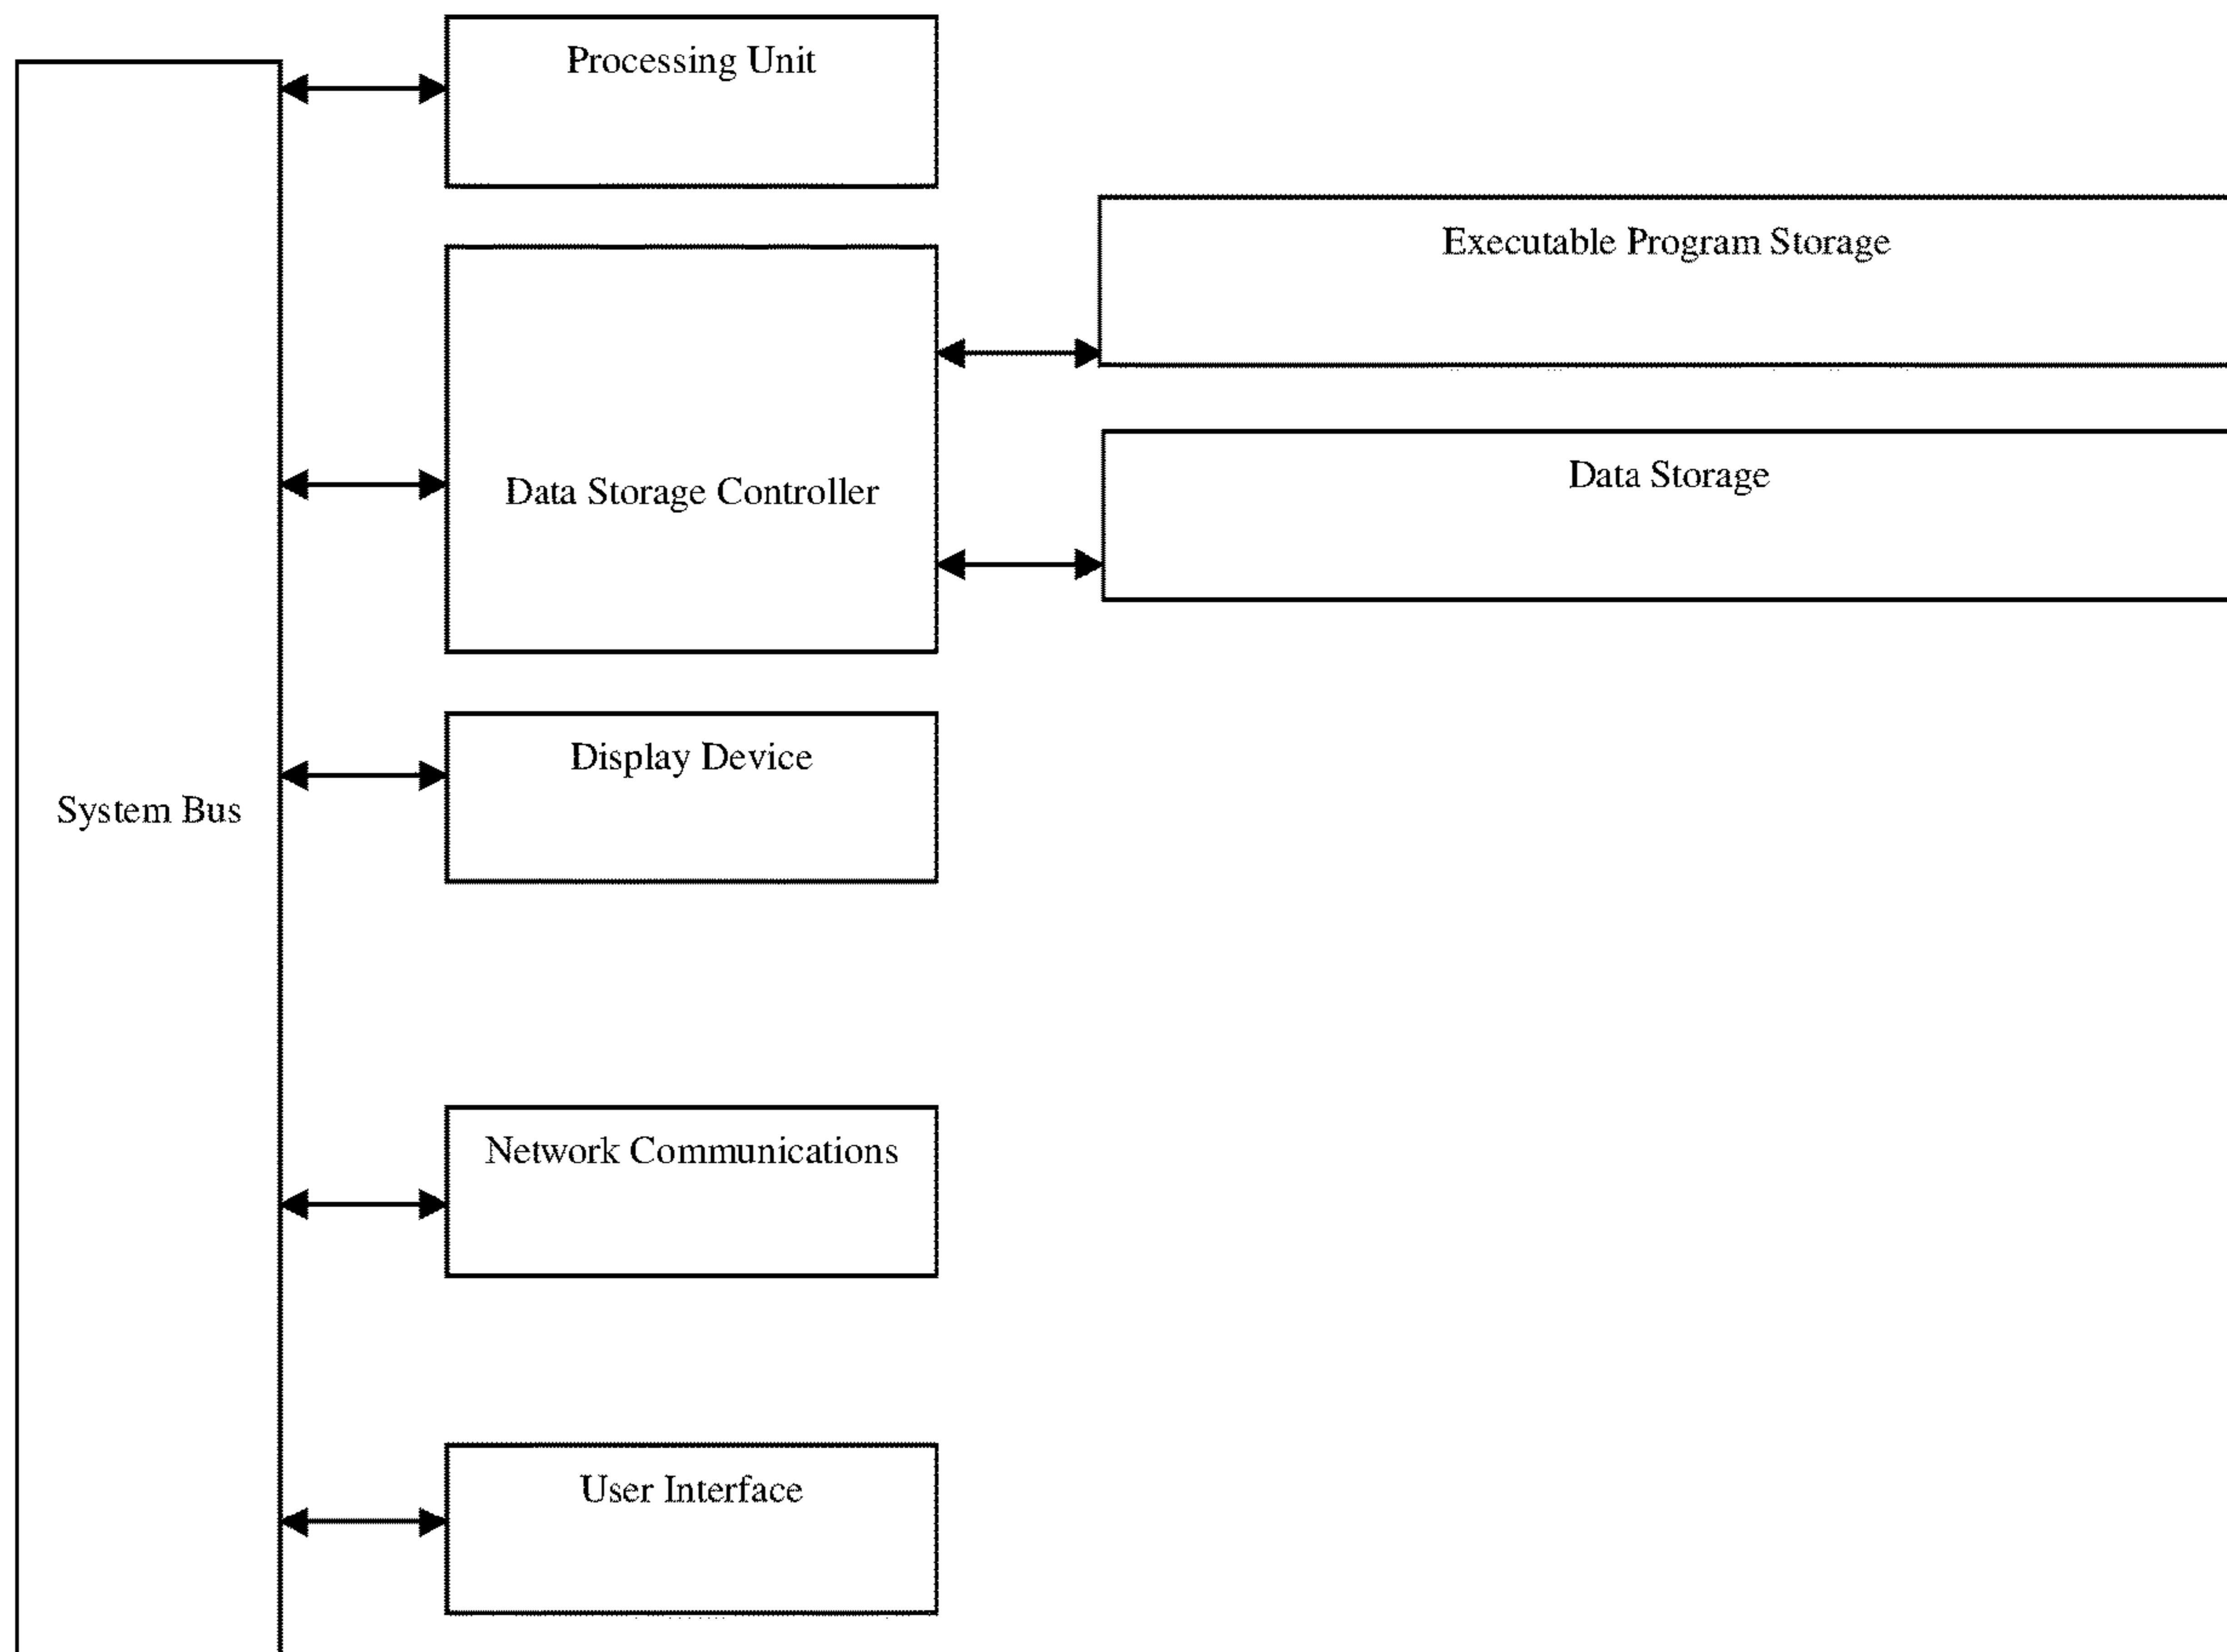 Processing Unit
Executable Program Storage
Data Storage
Data Storage Controller
Display Device
System Bus
Network Communications
User Interface